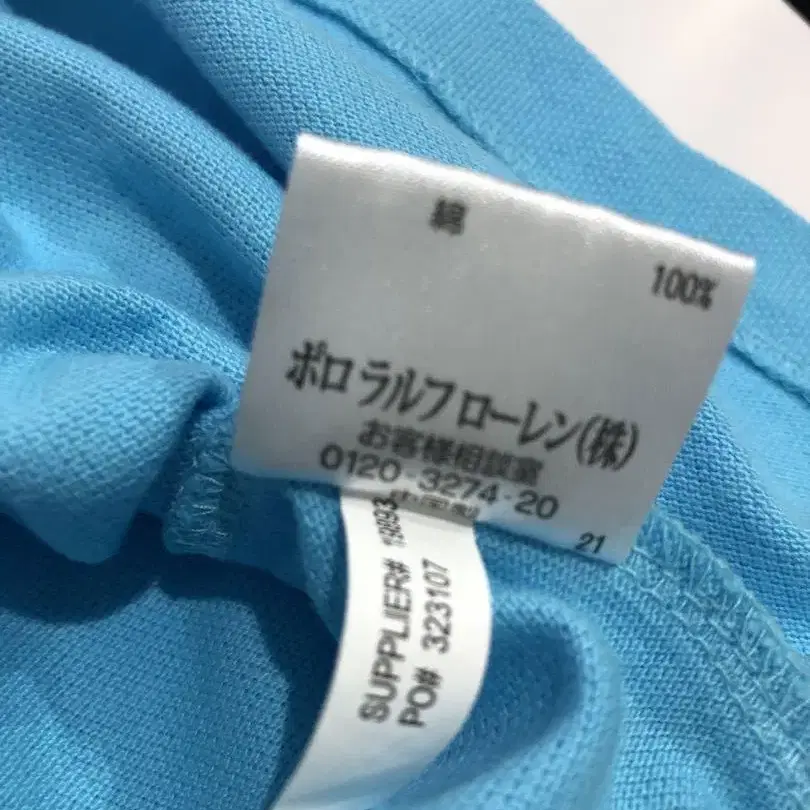 綿
100%
ポロ ラルフ ローレン(株)
お客様相談室
0120-3274-20
21
SUPPLIER#
PO# 323107